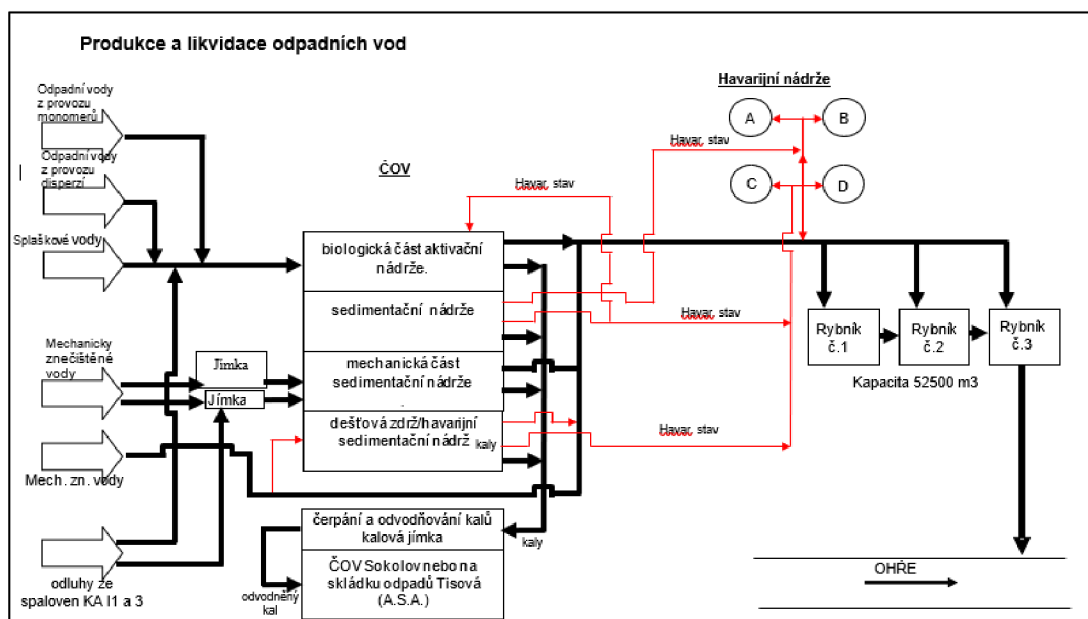 Produkce a likvidace odpadních vod
Odpadní vody
z provozu
monomerů
Odpadní vody
z provozu
disperzí
Splaškové vody
Mechanicky
znečištěné
vody
Mech. zn. vody
odluhy ze
spaloven KA I1 a 3
Jímka
Jímka
ČOV
biologická část aktivační
nádrže.
sedimentační nádrže
mechanická část
sedimentační nádrže
.
dešťová zdrž/havarijní
sedimentační nádrž
kaly
čerpání a odvodňování kalů
kalová jímka
ČOV Sokolov nebo na
skládku odpadů Tisová
(A.S.A.)
kaly
odvodněný
kal
Havar. stav
Havar. stav
Havar. stav
Havar. stav
Havarijní nádrže
A
B
C
D
Rybník
č.1
Rybník
č.2
Rybník
č.3
Kapacita 52500 m3
OHŘE